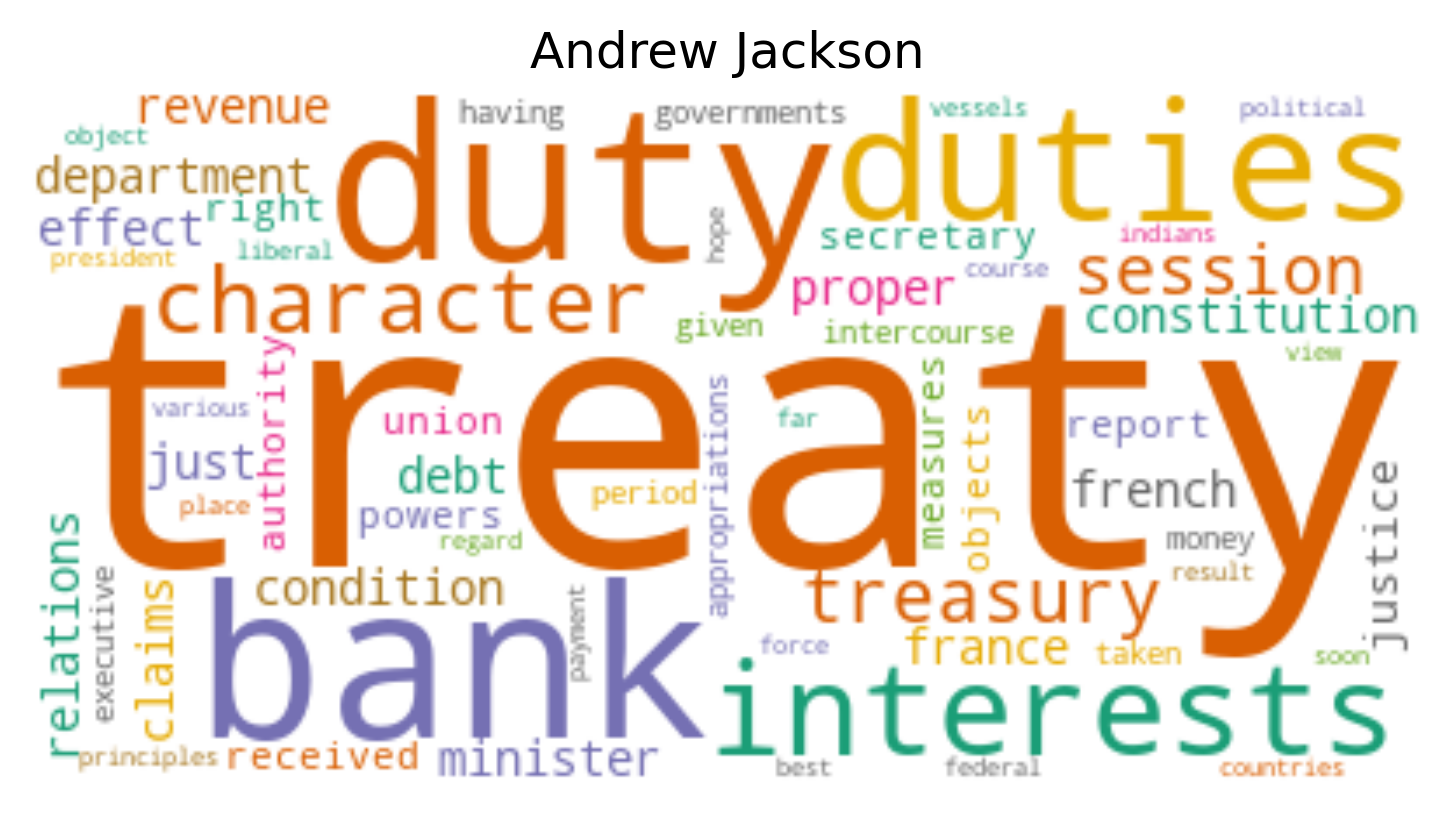 Andrew Jackson
revenue
duty
having
governments
duties
vessels
political
object
department
right
effect
liberal
president
hope
secretary
indians
character
proper
course
session
given
intercourse
constitution
view
treaty
authority
various
union
appropriations
far
measures
objects
report
just
debt
period
french
justice
place
powers
regard
money
result
relations
executive
claims
condition
payment
treasury
bank
force
france
taken
soon
interests
principles
received
minister
best
federal
countries